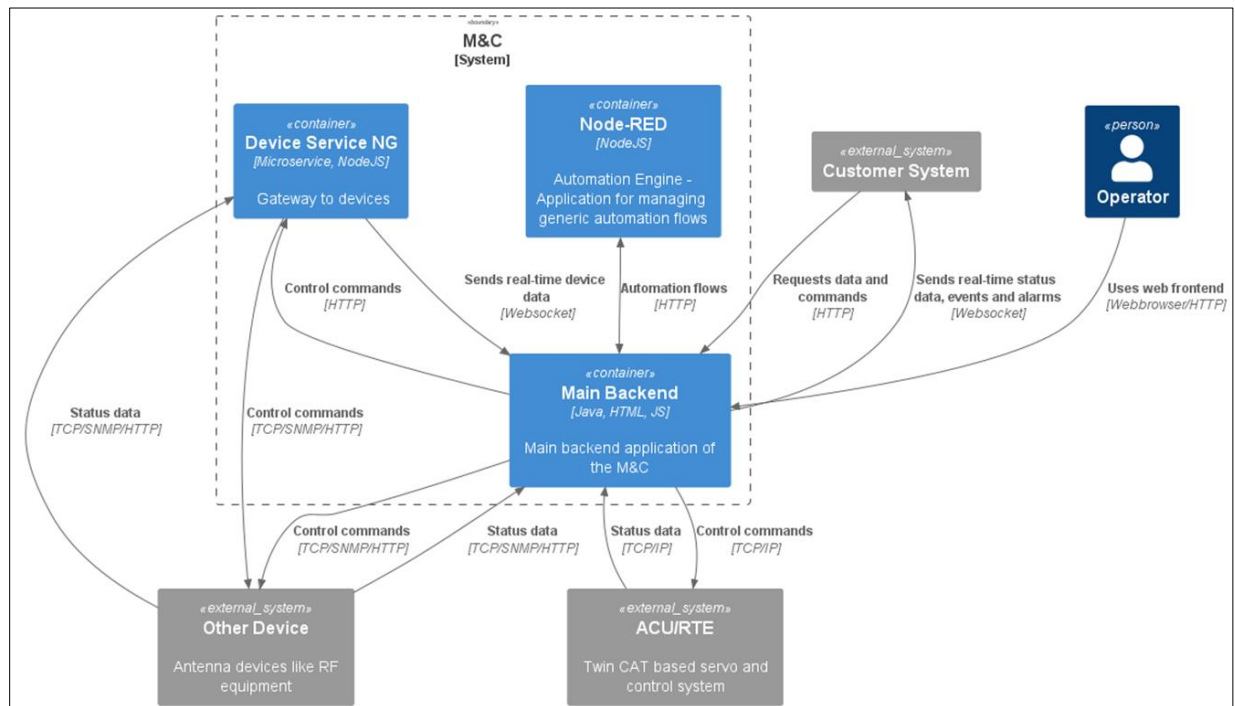 «boundary»
M&C
[System]
«container»
Device Service NG
[Microservice, NodeJS]
Gateway to devices
«container»
Node-RED
[NodeJS]
Automation Engine -
Application for managing
generic automation flows
«external_system»
Customer System
«person»
Operator
Control commands
[HTTP]
Sends real-time device
data
[Websocket]
Automation flows
[HTTP]
Requests data and
commands
[HTTP]
Sends real-time status
data, events and alarms
[Websocket]
Uses web frontend
[Webbrowser/HTTP]
«container»
Main Backend
[Java, HTML, JS]
Main backend application of
the M&C
Status data
[TCP/SNMP/HTTP]
Control commands
[TCP/SNMP/HTTP]
Control commands
[TCP/SNMP/HTTP]
Status data
[TCP/SNMP/HTTP]
Status data
[TCP/IP]
Control commands
[TCP/IP]
«external_system»
Other Device
Antenna devices like RF
equipment
«external_system»
ACU/RTE
Twin CAT based servo and
control system